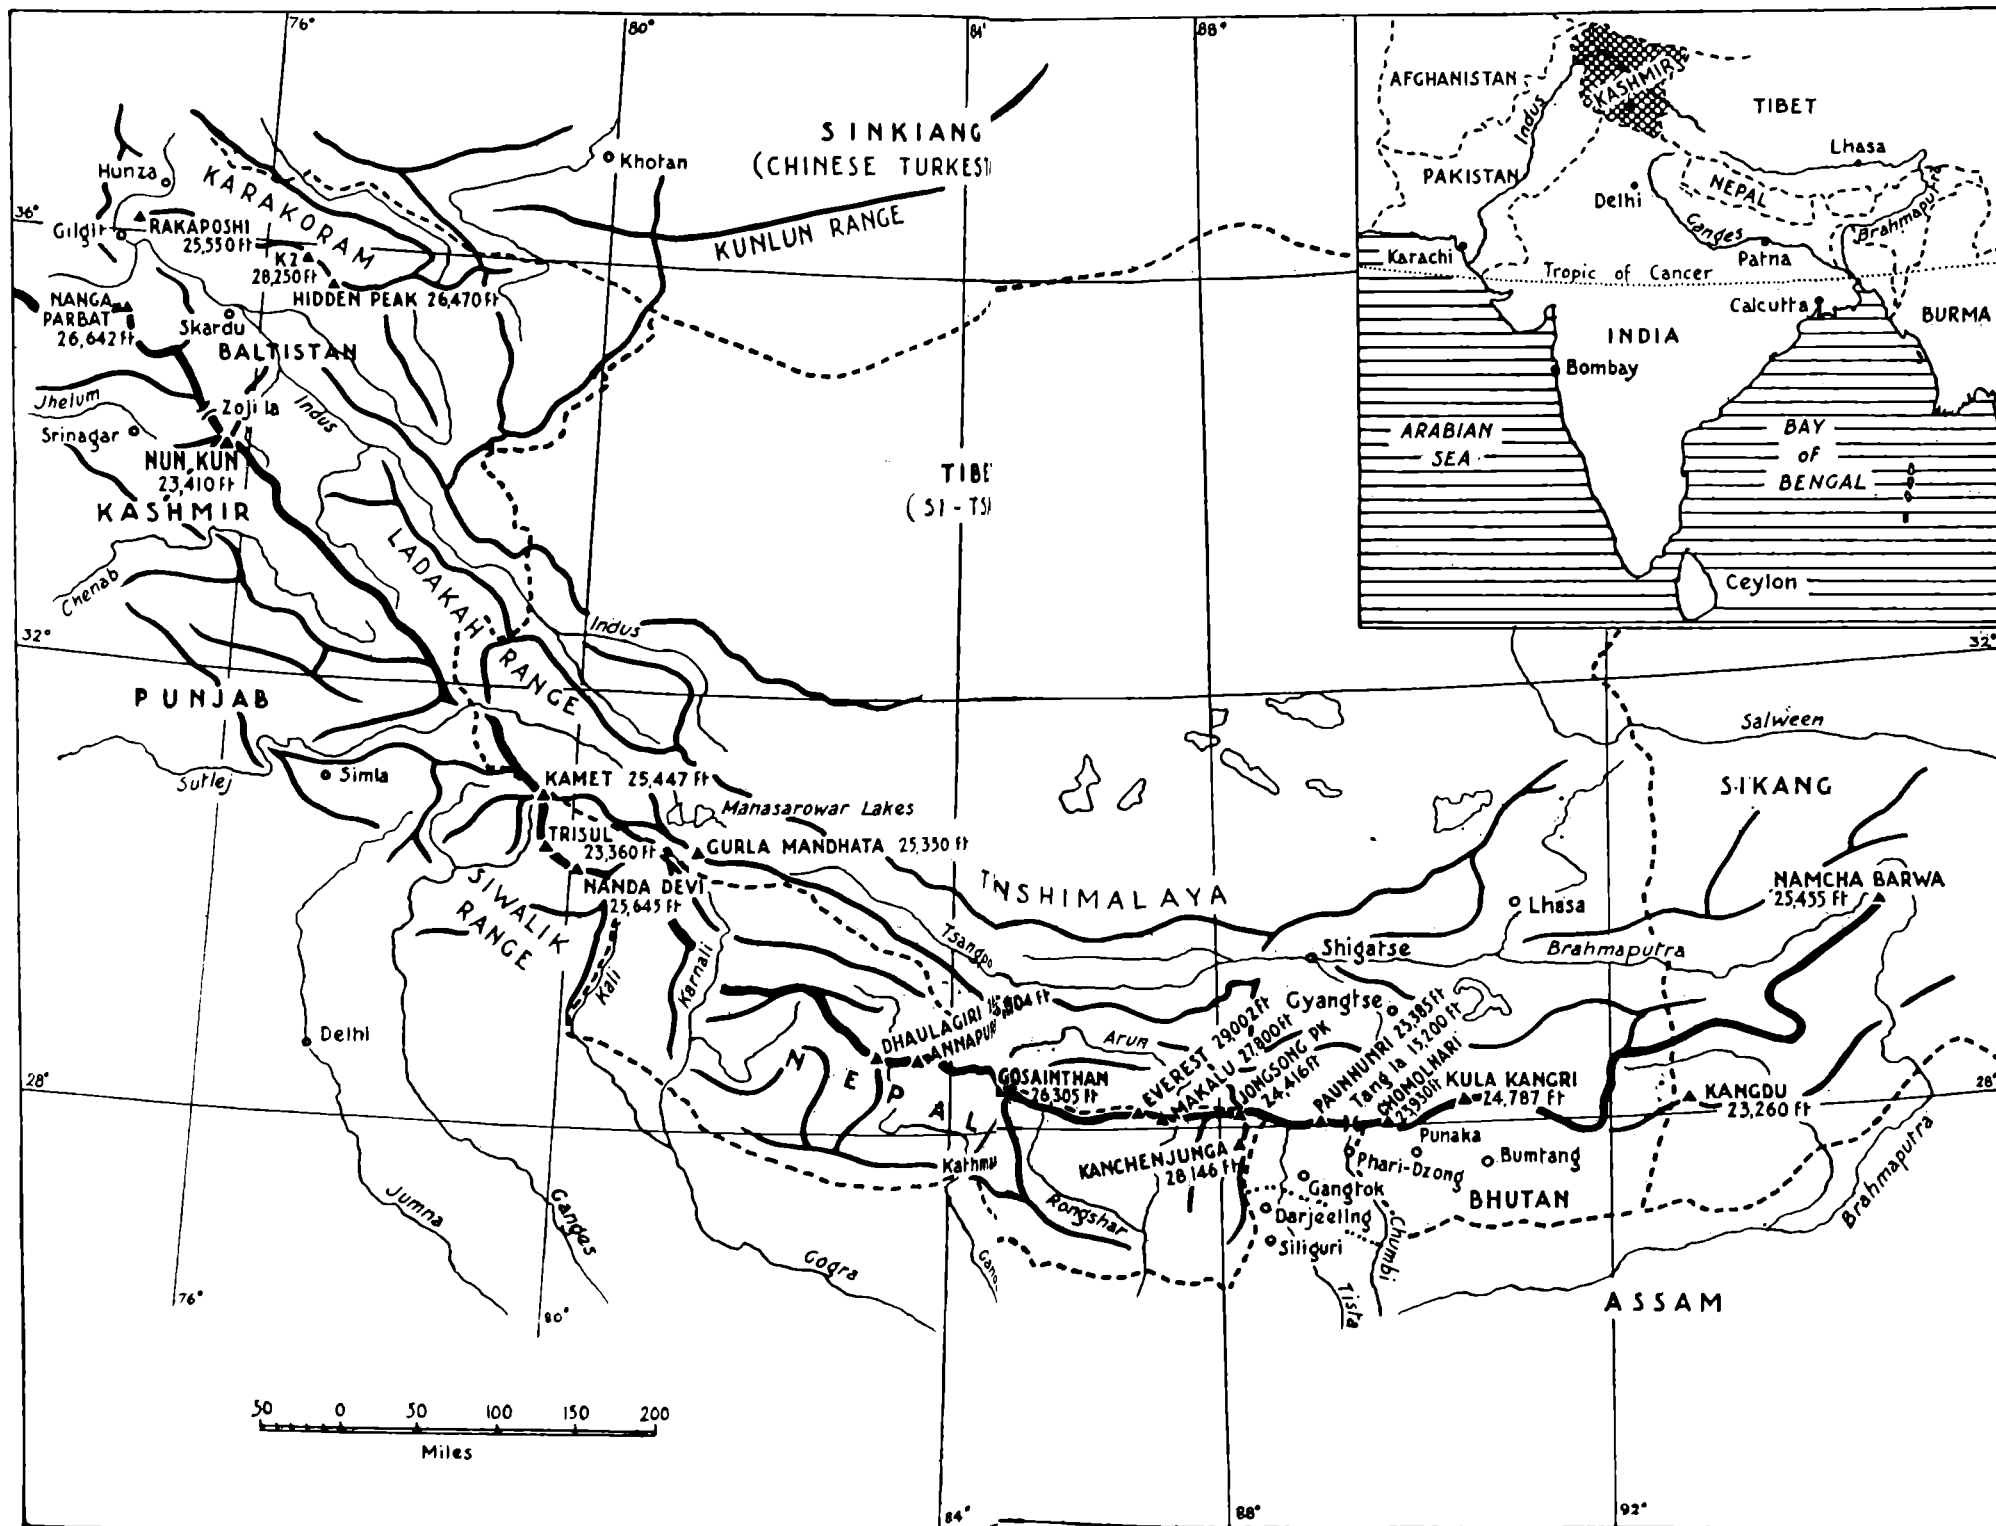 76°
80°
84°
88°
SINKIANG
(CHINESE TURKEST
Khotan
Hunza
KARAKORAM
36°
Gilgit
RAKAPOSHI
25,550 ft
K2
28,250 ft
HIDDEN PEAK 26,470 ft
KUNLUN RANGE
NANGA
PARBAT
26,642 ft
Skardu
BALTISTAN
Jhelum
Zoji la
Indus
Srinagar
NUN KUN
23,410 ft
KASHMIR
TIBE
(SI-TS
LADAKAH
RANGE
Chenab
Indus
32°
PUNJAB
Sutlej
Simla
KAMET 25,447 ft
Manasarowar Lakes
TRISUL
23,360 ft
GURLA MANDHATA 25,350 ft
NANDA DEVI
25,645 ft
SIWALIK
RANGE
NSHIMALAYA
Tsangpo
Kali
Karnali
Delhi
DHAULAGIRI
ANNAPUR
NEPAL
28°
GOSAINTHAN
26,305 ft
Arun
EVEREST 29,002 ft
MAKALU 27,800 ft
JONGSONG PK
24,416 ft
KANCHENJUNGA
28,146 ft
PAUNHUNRI 23,385 ft
Tang la 15,200 ft
CHOMOLHARI
23,930 ft
KULA KANGRI
24,787 ft
KANGDU
23,260 ft
28°
Kathm
Rongshar
Punaka
Phari-Dzong
Bumtang
Gangtok
BHUTAN
Darjeeling
Siliguri
Chumbi
Tista
Jumna
Ganges
Gogra
ASSAM
Brahmaputra
Shigatse
Gyangtse
Lhasa
Brahmaputra
NAMCHA BARWA
25,455 ft
SIKANG
Salween
32°
76°
80°
84°
88°
92°
50 0 50 100 150 200
Miles
AFGHANISTAN
KASHMIR
Indus
TIBET
PAKISTAN
Lhasa
Delhi
NEPAL
Ganges
Brahmaput
Karachi
Patna
Tropic of Cancer
Calcutta
INDIA
BURMA
Bombay
ARABIAN
SEA
BAY
of
BENGAL
Ceylon